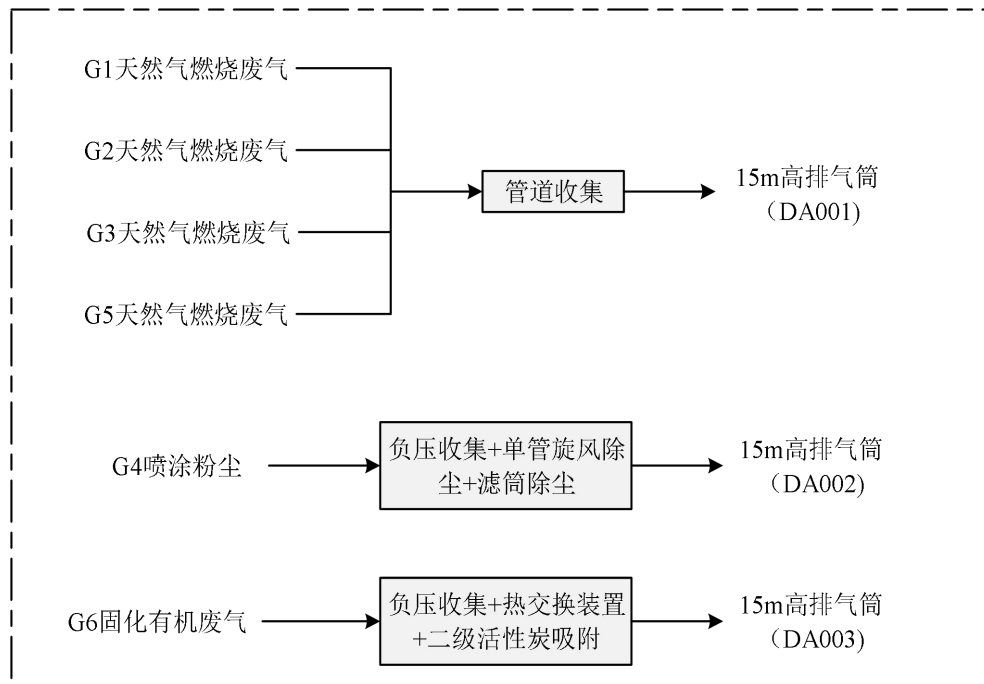 G1天然气燃烧废气
G2天然气燃烧废气
管道收集
15m高排气筒
（DA001)
G3天然气燃烧废气
G5天然气燃烧废气
G4喷涂粉尘
负压收集+单管旋风除
尘+滤筒除尘
15m高排气筒
（DA002)
G6固化有机废气
负压收集+热交换装置
+二级活性炭吸附
15m高排气筒
（DA003)